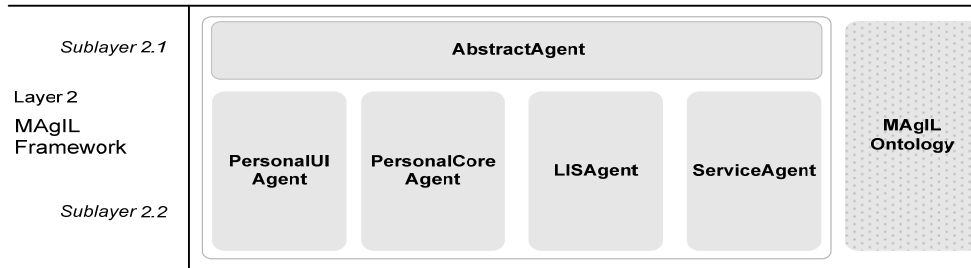 Sublayer 2.1
Layer 2
MAgIL
Framework
Sublayer 2.2
AbstractAgent
PersonalUI
Agent
PersonalCore
Agent
LISAgent
ServiceAgent
MAgIL
Ontology